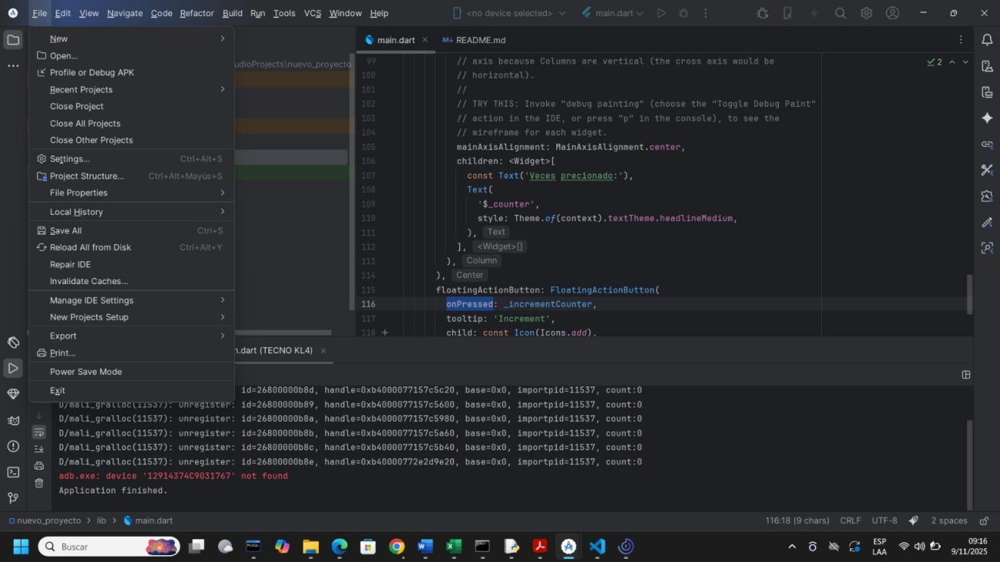 File Edit View Navigate Code Refactor Build Run Tools VCS Window Help <no device selected> main.dart
New
Open...
Profile or Debug APK
Recent Projects
Close Project
Close All Projects
Close Other Projects
Settings... Ctrl+Alt+S
Project Structure... Ctrl+Alt+Mayús+S
File Properties
Local History
Save All Ctrl+S
Reload All from Disk Ctrl+Alt+Y
Repair IDE
Invalidate Caches...
Manage IDE Settings
New Projects Setup
Export
Print...
Power Save Mode
Exit
udioProjects\nuevo_proyecto
main.dart README.md
2
99 // axis because Columns are vertical (the cross axis would be
100 // horizontal).
101 //
102 // TRY THIS: Invoke "debug painting" (choose the "Toggle Debug Paint"
103 // action in the IDE, or press "p" in the console), to see the
104 // wireframe for each widget.
105 mainAxisAlignment: MainAxisAlignment.center,
106 children: <Widget>[
107 const Text('Veces precionado:'),
108 Text(
109 '$_counter',
110 style: Theme.of(context).textTheme.headlineMedium,
111 ), Text
112 ], <Widget>[]
113 ), Column
114 ), Center
115 floatingActionButton: FloatingActionButton(
116 onPressed: _incrementCounter,
117 tooltip: 'Increment',
118 child: const Icon(Icons.add),
n.dart (TECNO KL4)
id=26800000b8d, handle=0xb4000077157c5c20, base=0x0, importpid=11537, count:0
D/mali_gralloc(11537): unregister: id=26800000b89, handle=0xb4000077157c5600, base=0x0, importpid=11537, count:0
D/mali_gralloc(11537): unregister: id=26800000b8a, handle=0xb4000077157c5980, base=0x0, importpid=11537, count:0
D/mali_gralloc(11537): unregister: id=26800000b8b, handle=0xb4000077157c5a60, base=0x0, importpid=11537, count:0
D/mali_gralloc(11537): unregister: id=26800000b8c, handle=0xb4000077157c5b40, base=0x0, importpid=11537, count:0
D/mali_gralloc(11537): unregister: id=26800000b8e, handle=0xb40000772e2d9e20, base=0x0, importpid=11537, count:0
adb.exe: device '12914374C9031767' not found
Application finished.
nuevo_proyecto > lib > main.dart 116:18 (9 chars) CRLF UTF-8 2 spaces
Buscar
ESP
LAA
09:16
9/11/2025